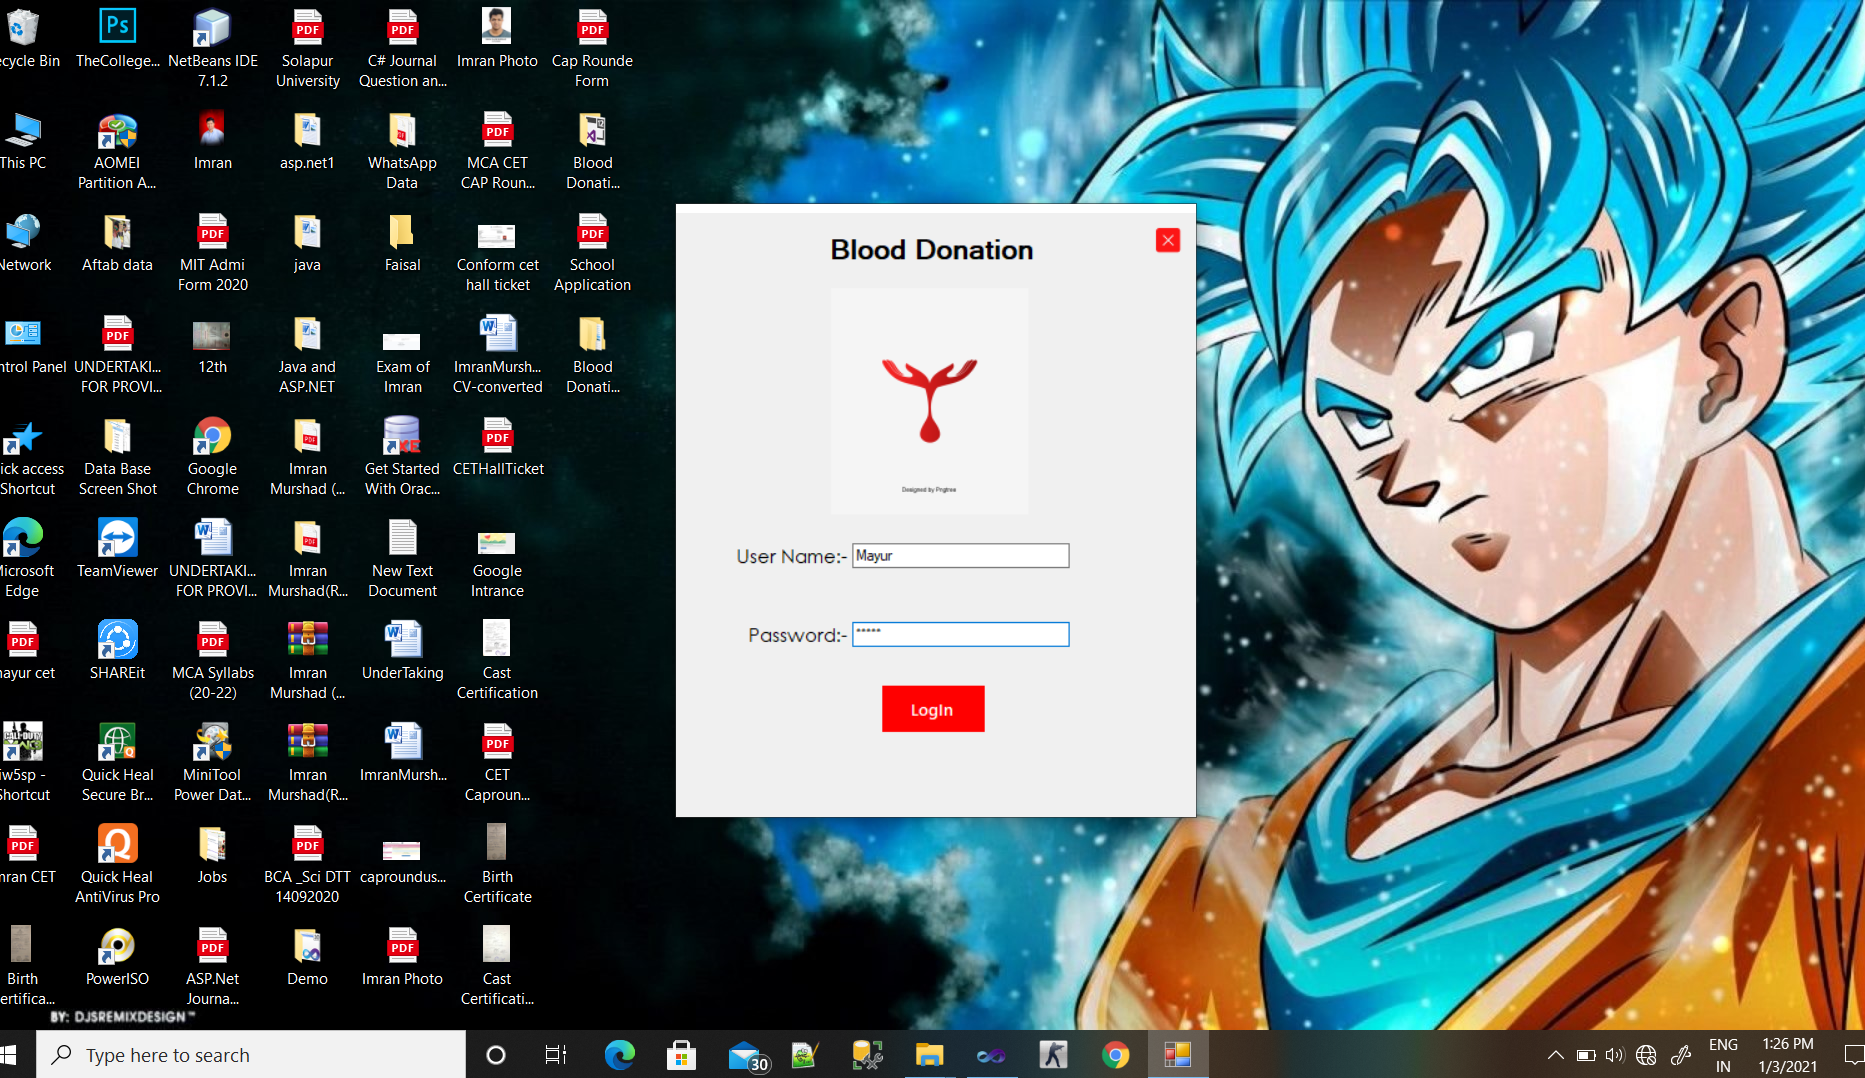 ecycle Bin
TheCollege...
NetBeans IDE
7.1.2
Solapur
University
C# Journal
Question an...
Imran Photo
Cap Rounde
Form
This PC
AOMEI
Partition A...
Imran
asp.net1
WhatsApp
Data
MCA CET
CAP Roun...
Blood
Donati...
Network
Aftab data
MIT Admi
Form 2020
java
Faisal
Conform cet
hall ticket
School
Application
ntrol Panel
UNDERTAKI...
FOR PROVI...
12th
Java and
ASP.NET
Exam of
Imran
ImranMursh...
CV-converted
Blood
Donati...
ick access
Shortcut
Data Base
Screen Shot
Google
Chrome
Imran
Murshad (...
Get Started
With Orac...
CETHallTicket
Microsoft
Edge
TeamViewer
UNDERTAKI...
FOR PROVI...
Imran
Murshad(R...
New Text
Document
Google
Intrance
mayur cet
SHAREit
MCA Syllabs
(20-22)
Imran
Murshad (...
UnderTaking
Cast
Certification
iw5sp -
Shortcut
Quick Heal
Secure Br...
MiniTool
Power Dat...
Imran
Murshad(R...
ImranMursh...
CET
Caproun...
mran CET
Quick Heal
AntiVirus Pro
Jobs
BCA _Sci DTT
14092020
caproundus...
Birth
Certificate
Birth
ertifica...
PowerISO
ASP.Net
Journa...
Demo
Imran Photo
Cast
Certificati...
BY: DJSREMIXDESIGN™
Blood Donation
Designed by Pngtree
User Name:- Mayur
Password:- *****
LogIn
Type here to search
30
ENG
IN
1:26 PM
1/3/2021